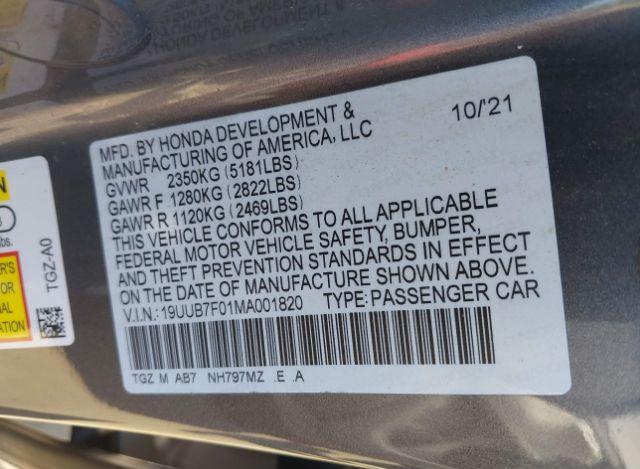 MFD. BY HONDA DEVELOPMENT & 10/'21
MANUFACTURING OF AMERICA, LLC
GVWR 2350KG (5181LBS)
GAWR F 1280KG (2822LBS)
GAWR R 1120KG (2469LBS)
THIS VEHICLE CONFORMS TO ALL APPLICABLE
FEDERAL MOTOR VEHICLE SAFETY, BUMPER,
AND THEFT PREVENTION STANDARDS IN EFFECT
ON THE DATE OF MANUFACTURE SHOWN ABOVE.
V.I.N.: 19UUB7F01MA001820 TYPE: PASSENGER CAR
TGZ M AB7 NH797MZ .E .A
TGZ-A0